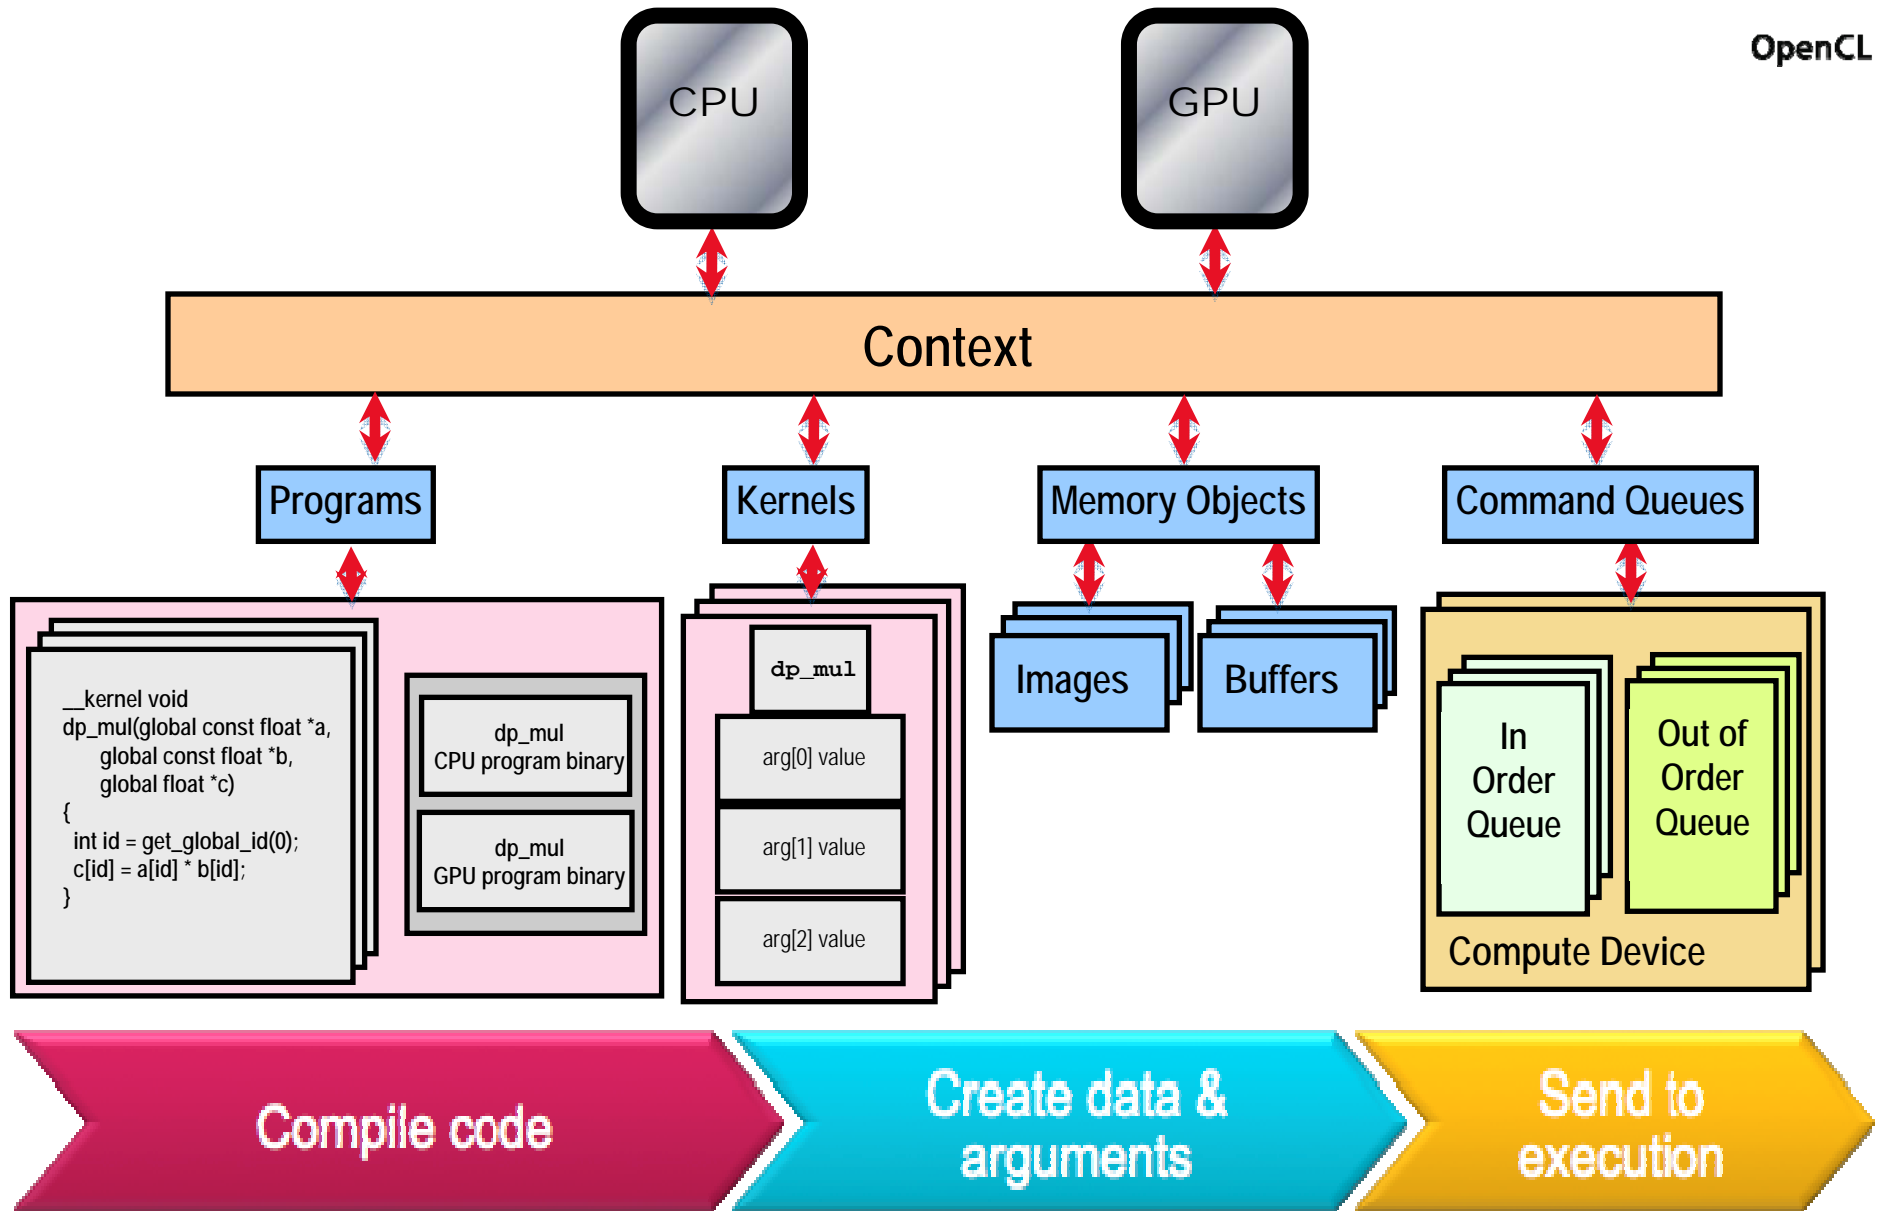 CPU
GPU
OpenCL
Context
Programs
Kernels
Memory Objects
Command Queues
__kernel void
dp_mul(global const float *a,
global const float *b,
global float *c)
{
int id = get_global_id(0);
c[id] = a[id] * b[id];
}
dp_mul
CPU program binary
dp_mul
GPU program binary
dp_mul
arg[0] value
arg[1] value
arg[2] value
Images
Buffers
In
Order
Queue
Out of
Order
Queue
Compute Device
Compile code
Create data &
arguments
Send to
execution